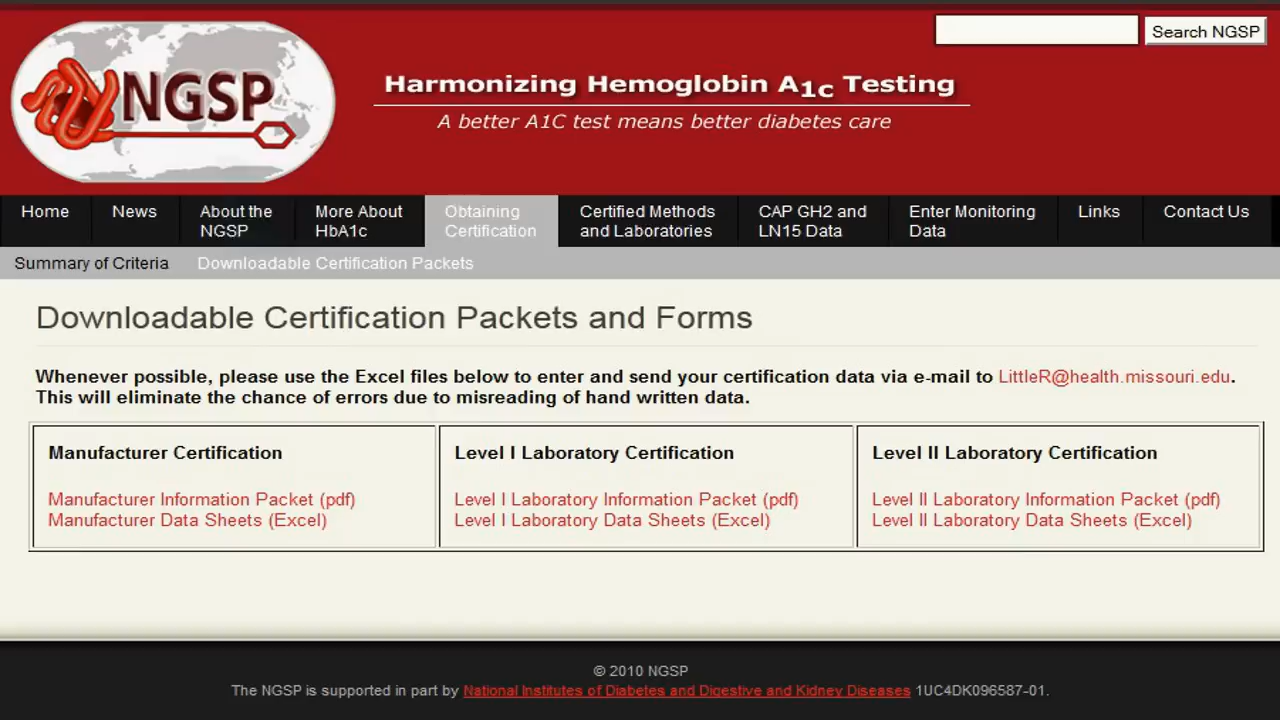 NGSP
Search NGSP
Harmonizing Hemoglobin A1c Testing
A better A1C test means better diabetes care
Home
News
About the
NGSP
More About
HbA1c
Obtaining
Certification
Certified Methods
and Laboratories
CAP GH2 and
LN15 Data
Enter Monitoring
Data
Links
Contact Us
Summary of Criteria
Downloadable Certification Packets
Downloadable Certification Packets and Forms
Whenever possible, please use the Excel files below to enter and send your certification data via e-mail to LittleR@health.missouri.edu.
This will eliminate the chance of errors due to misreading of hand written data.
Manufacturer Certification
Manufacturer Information Packet (pdf)
Manufacturer Data Sheets (Excel)
Level I Laboratory Certification
Level I Laboratory Information Packet (pdf)
Level I Laboratory Data Sheets (Excel)
Level II Laboratory Certification
Level II Laboratory Information Packet (pdf)
Level II Laboratory Data Sheets (Excel)
© 2010 NGSP
The NGSP is supported in part by National Institutes of Diabetes and Digestive and Kidney Diseases 1UC4DK096587-01.